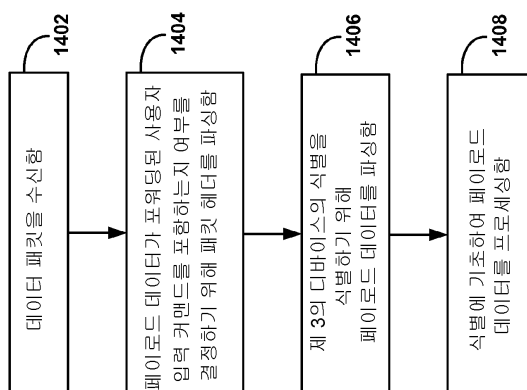 1402
데이터 패킷을 수신함
1404
페이로드 데이터가 포워딩된 사용자
입력 커맨드를 포함하는지 여부를
결정하기 위해 패킷 헤더를 파싱함
1406
제 3의 디바이스의 식별을
식별하기 위해
페이로드 데이터를 파싱함
1408
식별에 기초하여 페이로드
데이터를 프로세싱함